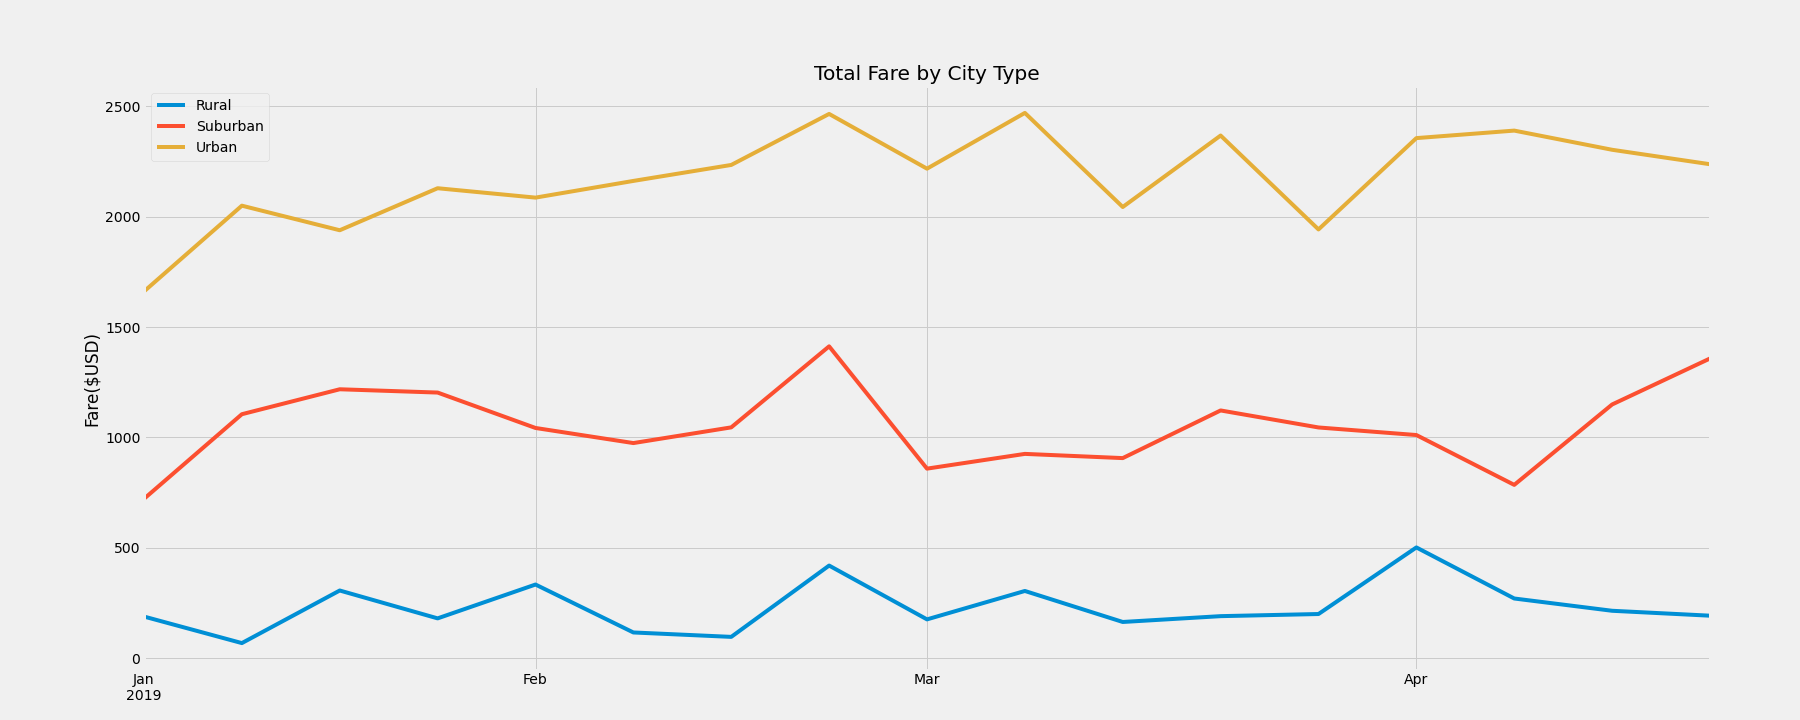 Total Fare by City Type
Rural
Suburban
Urban
Fare($USD)
2500
2000
1500
1000
500
0
Jan
2019
Feb
Mar
Apr